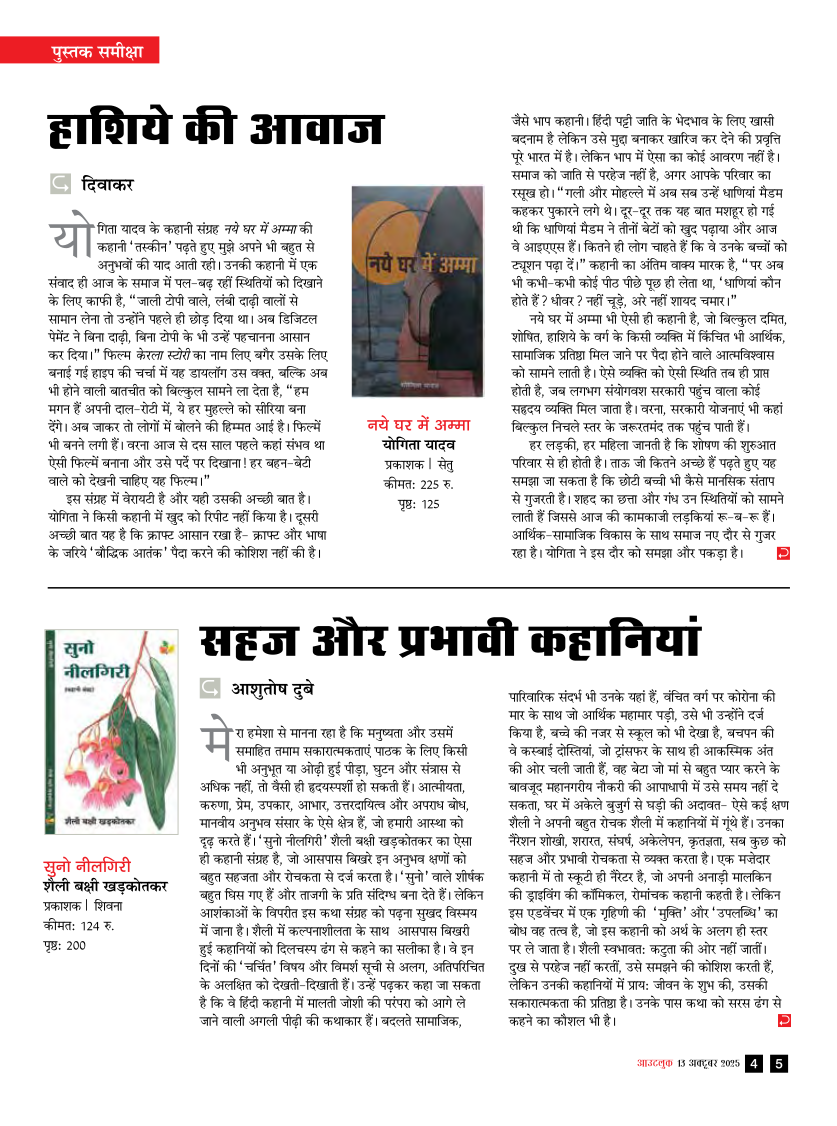 पुस्तक समीक्षा
हाशिये की आवाज
दिवाकर
योगिता यादव के कहानी संग्रह नये घर में अम्मा की
कहानी ‘तस्कीन’ पढ़ते हुए मुझे अपने भी बहुत से
अनुभवों की याद आती रही। उनकी कहानी में एक
संवाद ही आज के समाज में पल-बढ़ रहीं स्थितियों को दिखाने
के लिए काफी है, “जाली टोपी वाले, लंबी दाढ़ी वालों से
सामान लेना तो उन्होंने पहले ही छोड़ दिया था। अब डिजिटल
पेमेंट ने बिना दाढ़ी, बिना टोपी के भी उन्हें पहचानना आसान
कर दिया।” फिल्म केरला स्टोरी का नाम लिए बगैर उसके लिए
बनाई गई हाइप की चर्चा में यह डायलॉग उस वक्त, बल्कि अब
भी होने वाली बातचीत को बिल्कुल सामने ला देता है, “हम
मगन हैं अपनी दाल-रोटी में, ये हर मुहल्ले को सीरिया बना
देंगे। अब जाकर तो लोगों में बोलने की हिम्मत आई है। फिल्में
भी बनने लगी हैं। वरना आज से दस साल पहले कहां संभव था
ऐसी फिल्में बनाना और उसे पर्दे पर दिखाना! हर बहन-बेटी
वाले को देखनी चाहिए यह फिल्म।”
इस संग्रह में वेरायटी है और यही उसकी अच्छी बात है।
योगिता ने किसी कहानी में खुद को रिपीट नहीं किया है। दूसरी
अच्छी बात यह है कि क्राफ्ट आसान रखा है- क्राफ्ट और भाषा
के जरिये ‘बौद्धिक आतंक’ पैदा करने की कोशिश नहीं की है।
नये घर में अम्मा
योगिता यादव
नये घर में अम्मा
योगिता यादव
प्रकाशक | सेतु
कीमत: 225 रु.
पृष्ठ: 125
जैसे भाप कहानी। हिंदी पट्टी जाति के भेदभाव के लिए खासी
बदनाम है लेकिन उसे मुद्दा बनाकर खारिज कर देने की प्रवृत्ति
पूरे भारत में है। लेकिन भाप में ऐसा का कोई आवरण नहीं है।
समाज को जाति से परहेज नहीं है, अगर आपके परिवार का
रसूख हो। “गली और मोहल्ले में अब सब उन्हें धाणियां मैडम
कहकर पुकारने लगे थे। दूर-दूर तक यह बात मशहूर हो गई
थी कि धाणियां मैडम ने तीनों बेटों को खुद पढ़ाया और आज
वे आइएएस हैं। कितने ही लोग चाहते हैं कि वे उनके बच्चों को
ट्यूशन पढ़ा दें।” कहानी का अंतिम वाक्य मारक है, “पर अब
भी कभी-कभी कोई पीठ पीछे पूछ ही लेता था, ‘धाणियां कौन
होते हैं? धीवर? नहीं चूड़े, अरे नहीं शायद चमार।”
नये घर में अम्मा भी ऐसी ही कहानी है, जो बिल्कुल दमित,
शोषित, हाशिये के वर्ग के किसी व्यक्ति में किंचित भी आर्थिक,
सामाजिक प्रतिष्ठा मिल जाने पर पैदा होने वाले आत्मविश्वास
को सामने लाती है। ऐसे व्यक्ति को ऐसी स्थिति तब ही प्राप्त
होती है, जब लगभग संयोगवश सरकारी पहुंच वाला कोई
सहृदय व्यक्ति मिल जाता है। वरना, सरकारी योजनाएं भी कहां
बिल्कुल निचले स्तर के जरूरतमंद तक पहुंच पाती हैं।
हर लड़की, हर महिला जानती है कि शोषण की शुरुआत
परिवार से ही होती है। ताऊ जी कितने अच्छे हैं पढ़ते हुए यह
समझा जा सकता है कि छोटी बच्ची भी कैसे मानसिक संताप
से गुजरती है। शहद का छत्ता और गंध उन स्थितियों को सामने
लाती हैं जिससे आज की कामकाजी लड़कियां रू-ब-रू हैं।
आर्थिक-सामाजिक विकास के साथ समाज नए दौर से गुजर
रहा है। योगिता ने इस दौर को समझा और पकड़ा है।
सुनो
नीलगिरी
(कहानी संग्रह)
शैली बक्षी खड़कोतकर
सुनो नीलगिरी
शैली बक्षी खड़कोतकर
प्रकाशक | शिवना
कीमत: 124 रु.
पृष्ठ: 200
सहज और प्रभावी कहानियां
आशुतोष दुबे
मेरा हमेशा से मानना रहा है कि मनुष्यता और उसमें
समाहित तमाम सकारात्मकताएं पाठक के लिए किसी
भी अनुभूत या ओढ़ी हुई पीड़ा, घुटन और संत्रास से
अधिक नहीं, तो वैसी ही हृदयस्पर्शी हो सकती हैं। आत्मीयता,
करुणा, प्रेम, उपकार, आभार, उत्तरदायित्व और अपराध बोध,
मानवीय अनुभव संसार के ऐसे क्षेत्र हैं, जो हमारी आस्था को
दृढ़ करते हैं। ‘सुनो नीलगिरी’ शैली बक्षी खड़कोतकर का ऐसा
ही कहानी संग्रह है, जो आसपास बिखरे इन अनुभव क्षणों को
बहुत सहजता और रोचकता से दर्ज करता है। ‘सुनो’ वाले शीर्षक
बहुत घिस गए हैं और ताजगी के प्रति संदिग्ध बना देते हैं। लेकिन
आशंकाओं के विपरीत इस कथा संग्रह को पढ़ना सुखद विस्मय
में जाना है। शैली में कल्पनाशीलता के साथ आसपास बिखरी
हुई कहानियों को दिलचस्प ढंग से कहने का सलीका है। वे इन
दिनों की ‘चर्चित’ विषय और विमर्श सूची से अलग, अतिपरिचित
के अलक्षित को देखती-दिखाती हैं। उन्हें पढ़कर कहा जा सकता
है कि वे हिंदी कहानी में मालती जोशी की परंपरा को आगे ले
जाने वाली अगली पीढ़ी की कथाकार हैं। बदलते सामाजिक,
पारिवारिक संदर्भ भी उनके यहां हैं, वंचित वर्ग पर कोरोना की
मार के साथ जो आर्थिक महामार पड़ी, उसे भी उन्होंने दर्ज
किया है, बच्चे की नजर से स्कूल को भी देखा है, बचपन की
वे कस्बाई दोस्तियां, जो ट्रांसफर के साथ ही आकस्मिक अंत
की ओर चली जाती हैं, वह बेटा जो मां से बहुत प्यार करने के
बावजूद महानगरीय नौकरी की आपाधापी में उसे समय नहीं दे
सकता, घर में अकेले बुजुर्ग से घड़ी की अदावत- ऐसे कई क्षण
शैली ने अपनी बहुत रोचक शैली में कहानियों में गूंथे हैं। उनका
नैरेशन शोखी, शरारत, संघर्ष, अकेलेपन, कृतज्ञता, सब कुछ को
सहज और प्रभावी रोचकता से व्यक्त करता है। एक मजेदार
कहानी में तो स्कूटी ही नैरेटर है, जो अपनी अनाड़ी मालकिन
की ड्राइविंग की कॉमिकल, रोमांचक कहानी कहती है। लेकिन
इस एडवेंचर में एक गृहिणी की ‘मुक्ति’ और ‘उपलब्धि’ का
बोध वह तत्व है, जो इस कहानी को अर्थ के अलग ही स्तर
पर ले जाता है। शैली स्वभावत: कटुता की ओर नहीं जातीं।
दुख से परहेज नहीं करतीं, उसे समझने की कोशिश करती हैं,
लेकिन उनकी कहानियों में प्राय: जीवन के शुभ की, उसकी
सकारात्मकता की प्रतिष्ठा है। उनके पास कथा को सरस ढंग से
कहने का कौशल भी है।
आउटलुक 13 अक्टूबर 2025 4 5